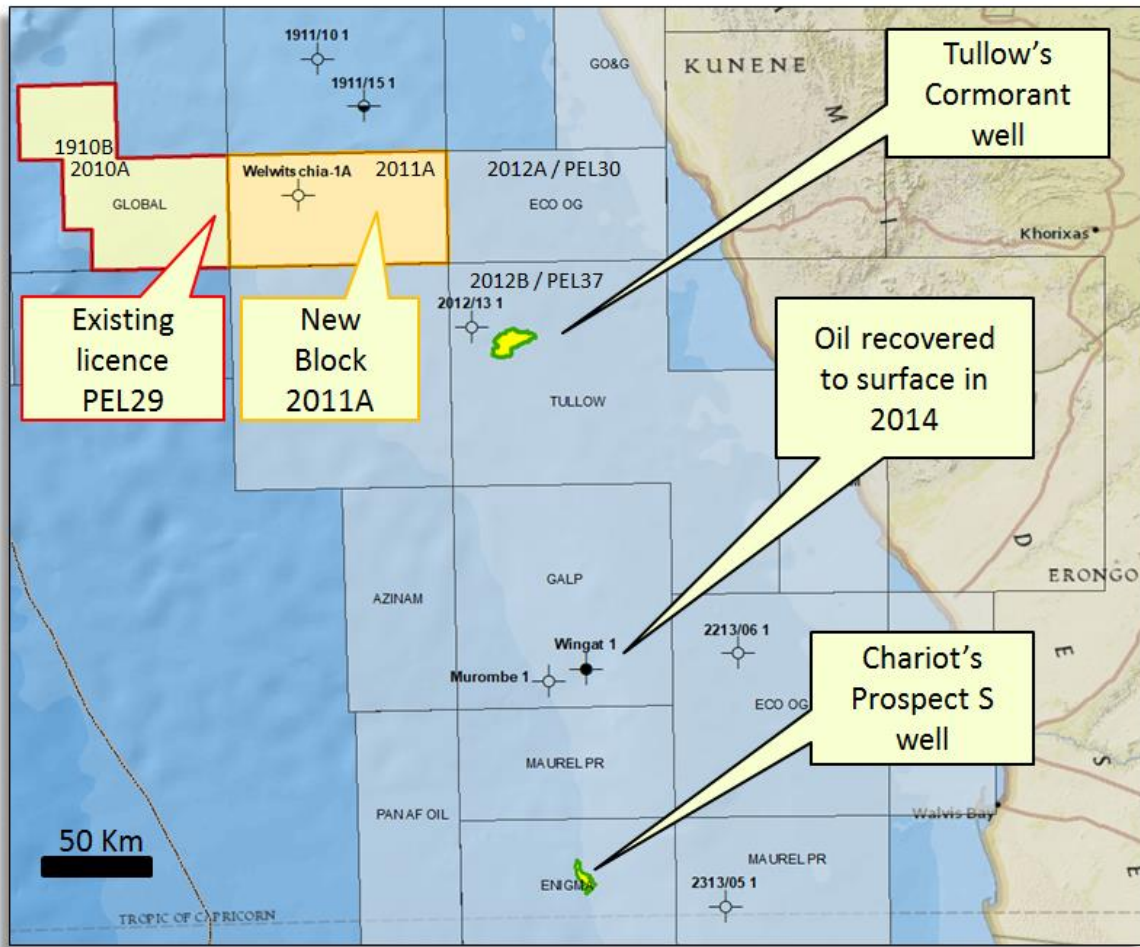 1911/10 1
GO&G
KUNENE
Tullow's
Cormorant
well
1911/15 1
1910B
2010A
Welwitschia-1A
2011A
2012A / PEL30
GLOBAL
ECO OG
Khorixas
Existing
licence
PEL29
New
Block
2011A
2012B / PEL37
2012/13 1
Oil recovered
to surface in
2014
TULLOW
M
I
D
E
S
E
GALP
AZINAM
ERONGO
2213/06 1
Wingat 1
Murombe 1
ECO OG
Chariot's
Prospect S
well
MAUREL PR
PANAF OIL
Walvis Bay
50 Km
MAUREL PR
ENIGMA
2313/05 1
TROPIC OF CAPRICORN